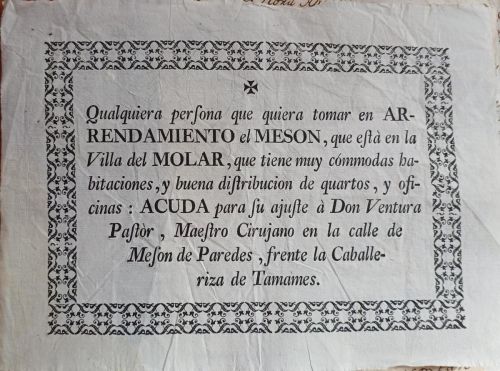 ✠
Qualquiera perſona que quiera tomar en AR-
RENDAMIENTO el MESON, que eſtà en la
Villa del MOLAR, que tiene muy cómmodas ha-
bitaciones, y buena diſtribucion de quartos, y ofi-
cinas: ACUDA para ſu ajuſte à Don Ventura
Paſtòr, Maeſtro Cirujano en la calle de
Meſon de Paredes, frente la Caballe-
riza de Tamames.